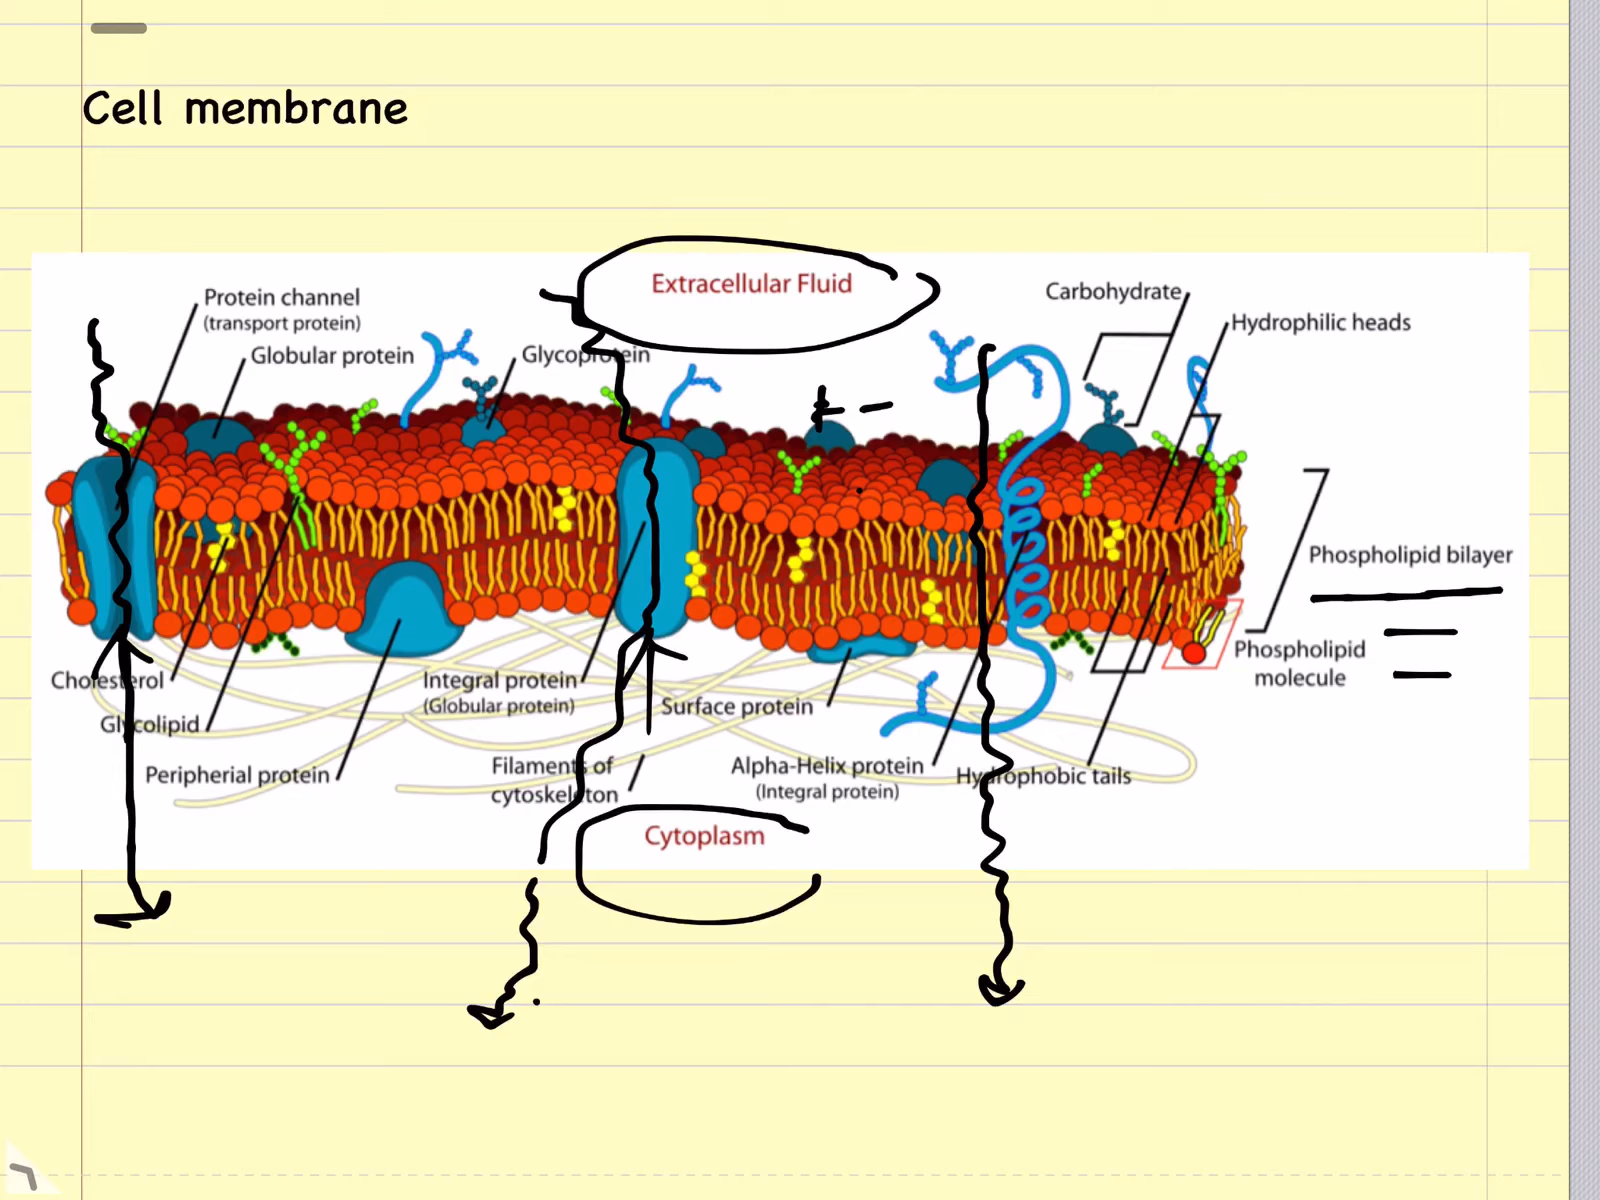 Cell membrane
Extracellular Fluid
Protein channel
(transport protein)
Globular protein
Glycoprotein
Carbohydrate
Hydrophilic heads
Phospholipid bilayer
Phospholipid
molecule
Cholesterol
Glycolipid
Peripherial protein
Integral protein
(Globular protein)
Surface protein
Filaments of
cytoskeleton
Alpha-Helix protein
(Integral protein)
Hydrophobic tails
Cytoplasm